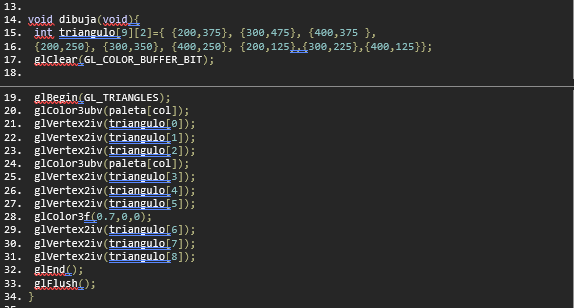 13.
14. void dibuja(void){
15. int triangulo[9][2]={ {200,375}, {300,475}, {400,375 },
16. {200,250}, {300,350}, {400,250}, {200,125},{300,225},{400,125}};
17. glClear(GL_COLOR_BUFFER_BIT);
18.
19. glBegin(GL_TRIANGLES);
20. glColor3ubv(paleta[col]);
21. glVertex2iv(triangulo[0]);
22. glVertex2iv(triangulo[1]);
23. glVertex2iv(triangulo[2]);
24. glColor3ubv(paleta[col]);
25. glVertex2iv(triangulo[3]);
26. glVertex2iv(triangulo[4]);
27. glVertex2iv(triangulo[5]);
28. glColor3f(0.7,0,0);
29. glVertex2iv(triangulo[6]);
30. glVertex2iv(triangulo[7]);
31. glVertex2iv(triangulo[8]);
32. glEnd();
33. glFlush();
34. }